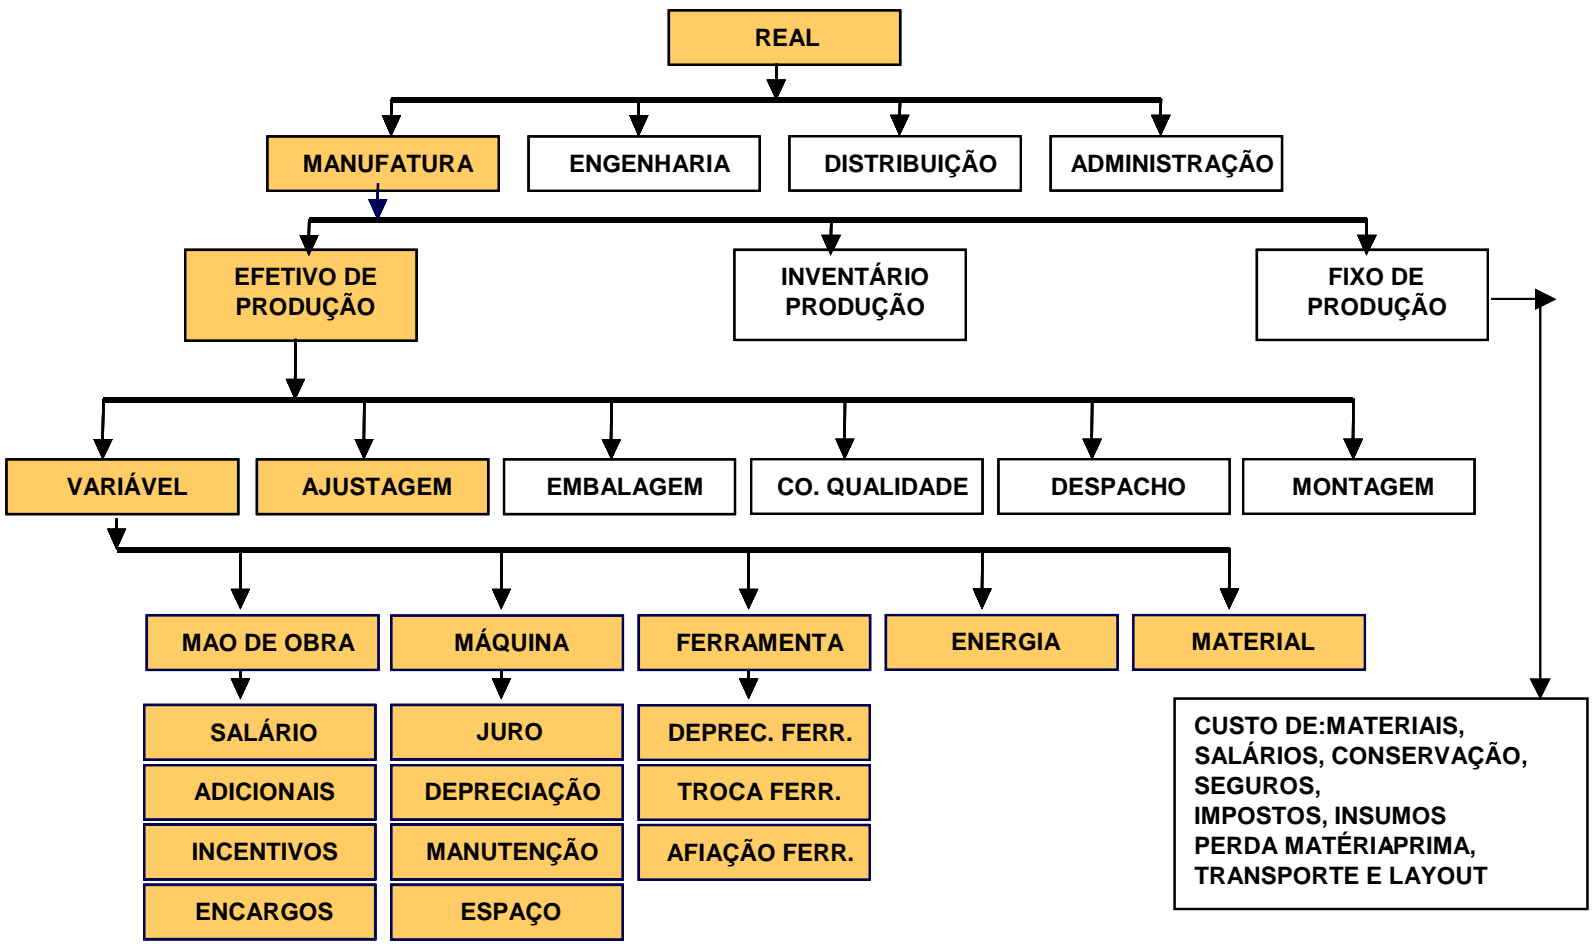 REAL
MANUFATURA
ENGENHARIA
DISTRIBUIÇÃO
ADMINISTRAÇÃO
EFETIVO DE
PRODUÇÃO
INVENTÁRIO
PRODUÇÃO
FIXO DE
PRODUÇÃO
VARIÁVEL
AJUSTAGEM
EMBALAGEM
CO. QUALIDADE
DESPACHO
MONTAGEM
MAO DE OBRA
MÁQUINA
FERRAMENTA
ENERGIA
MATERIAL
SALÁRIO
ADICIONAIS
INCENTIVOS
ENCARGOS
JURO
DEPRECIAÇÃO
MANUTENÇÃO
ESPAÇO
DEPREC. FERR.
TROCA FERR.
AFIAÇÃO FERR.
CUSTO DE:MATERIAIS,
SALÁRIOS, CONSERVAÇÃO,
SEGUROS,
IMPOSTOS, INSUMOS
PERDA MATÉRIAPRIMA,
TRANSPORTE E LAYOUT